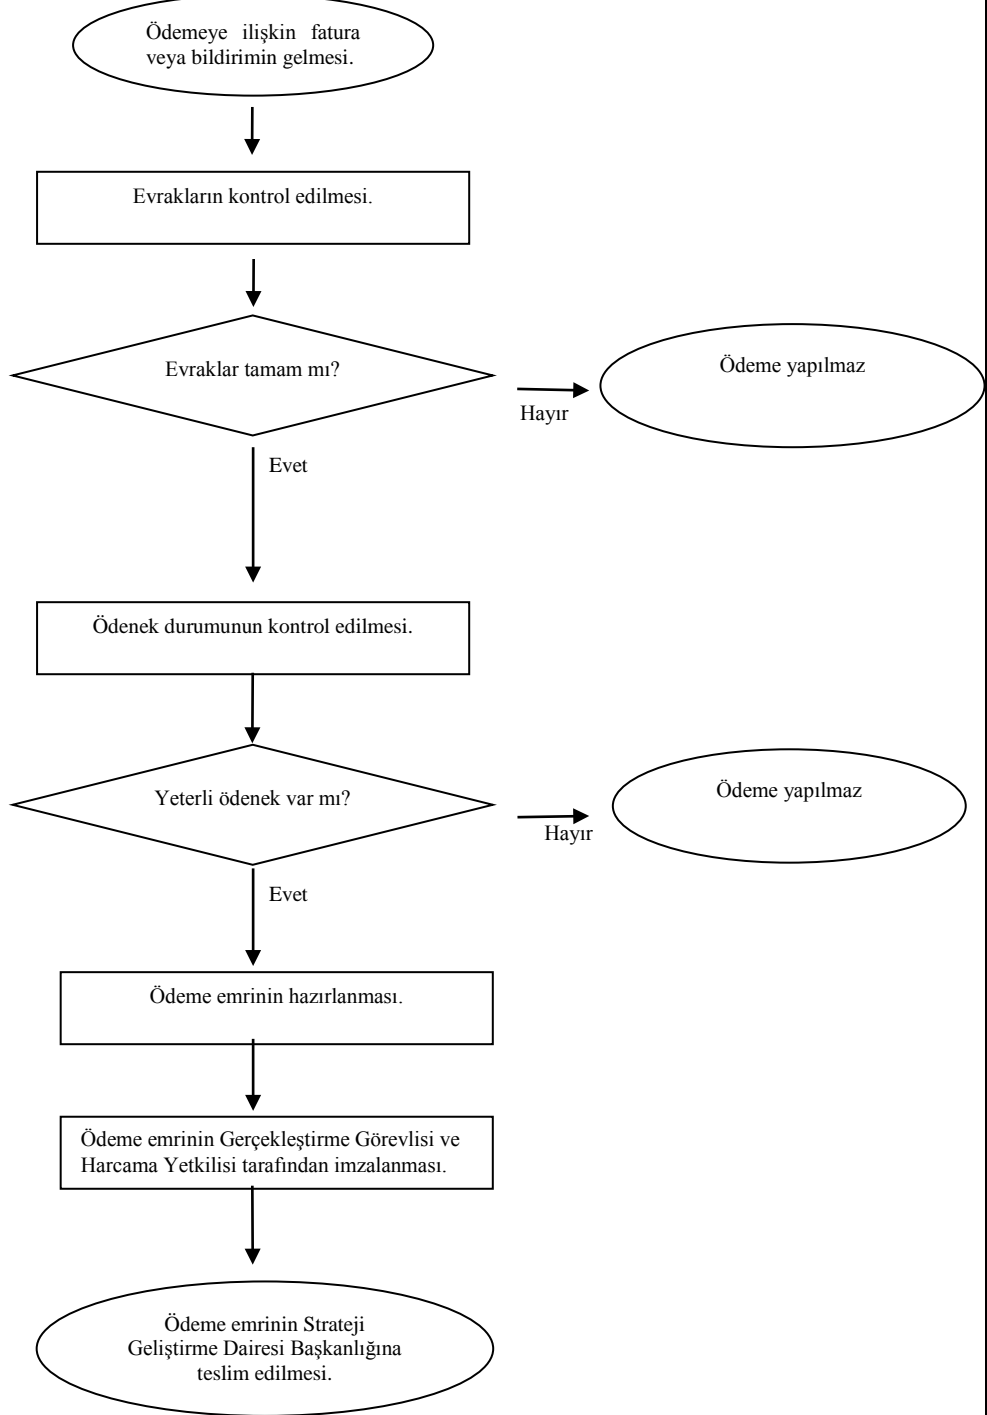 Ödemeye ilişkin fatura
veya bildirimin gelmesi.
Evrakların kontrol edilmesi.
Evraklar tamam mı?
Ödeme yapılmaz
Hayır
Evet
Ödenek durumunun kontrol edilmesi.
Yeterli ödenek var mı?
Ödeme yapılmaz
Hayır
Evet
Ödeme emrinin hazırlanması.
Ödeme emrinin Gerçekleştirme Görevlisi ve
Harcama Yetkilisi tarafından imzalanması.
Ödeme emrinin Strateji
Geliştirme Dairesi Başkanlığına
teslim edilmesi.